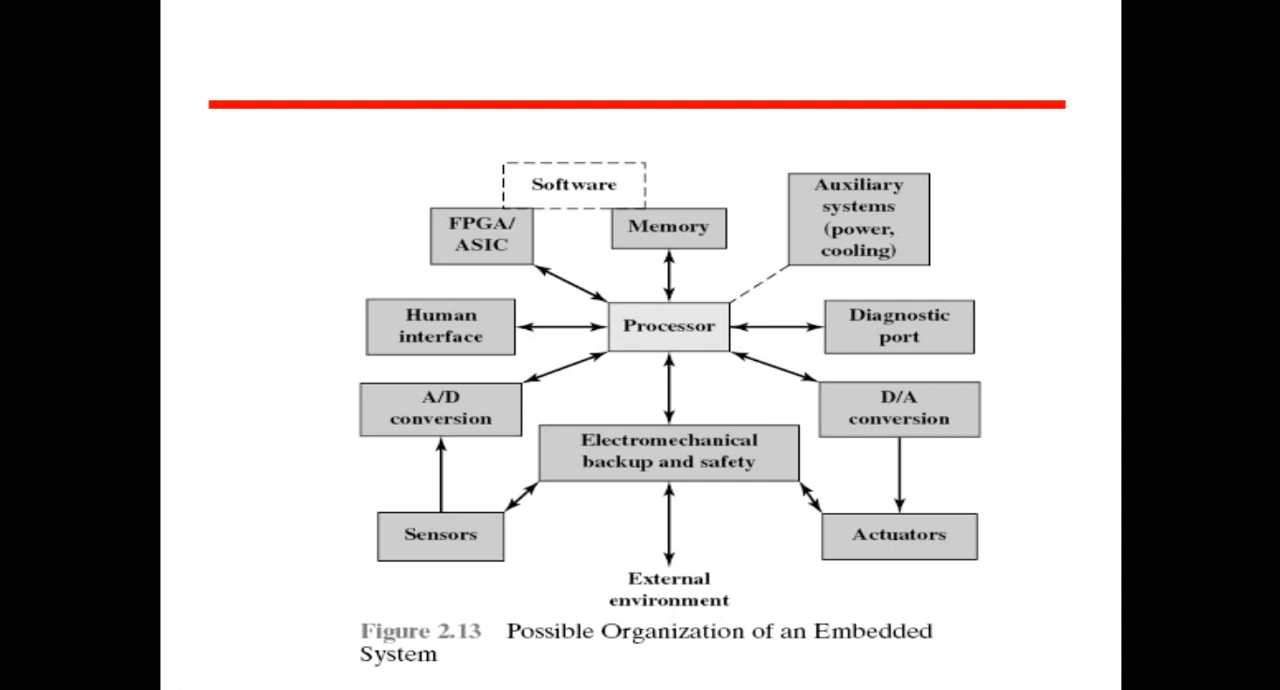 Software
Auxiliary
systems
(power,
cooling)
FPGA/
ASIC
Memory
Human
interface
Processor
Diagnostic
port
A/D
conversion
D/A
conversion
Electromechanical
backup and safety
Sensors
Actuators
External
environment
Figure 2.13 Possible Organization of an Embedded
System